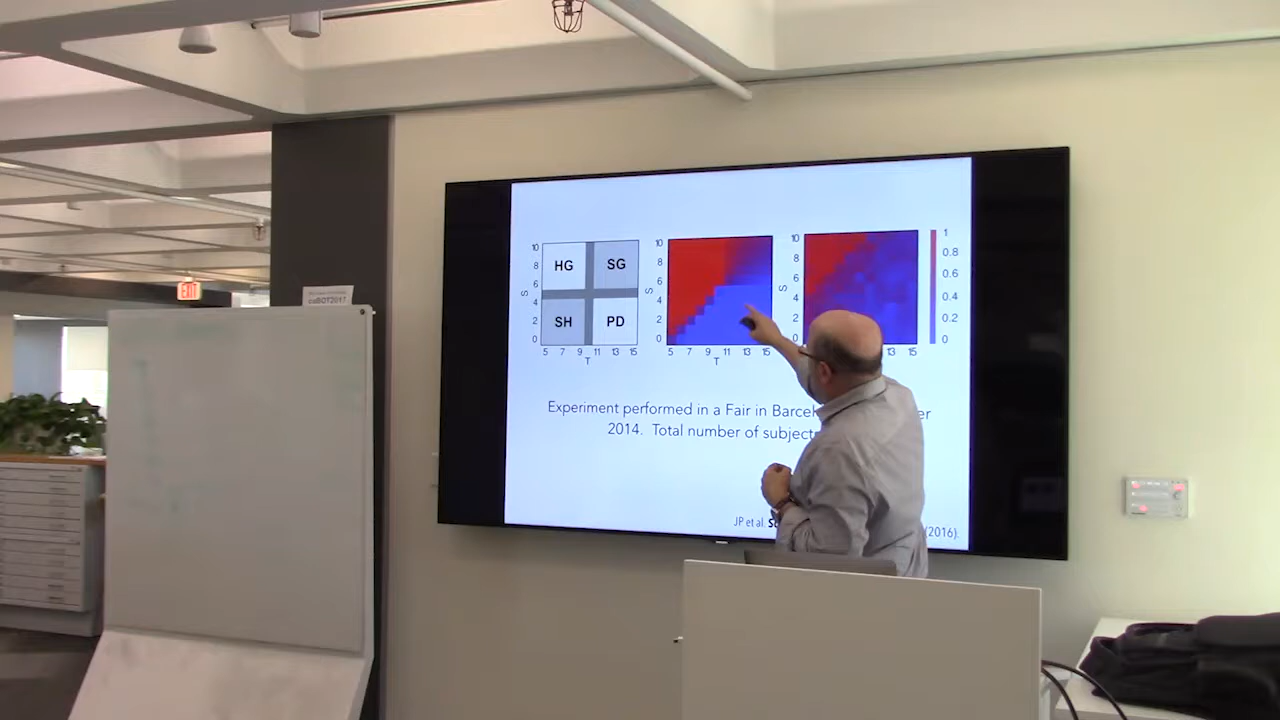 EXIT
caBOT2017
10
8
6
4
2
0
S
HG SG
SH PD
5 7 9 11 13 15
T
10
8
6
4
2
0
S
5 7 9 11 13 15
T
10
8
6
4
2
0
S
13 15
1
0.8
0.6
0.4
0.2
0
Experiment performed in a Fair in
2014. Total number of
JP et al. (2016).